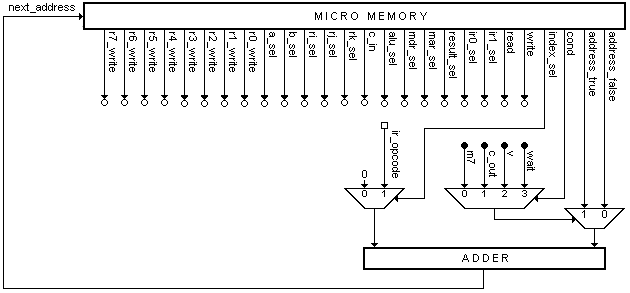 next_address
MICRO MEMORY
r7_write
r6_write
r5_write
r4_write
r3_write
r2_write
r1_write
r0_write
a_sel
b_sel
ri_sel
rj_sel
rk_sel
c_in
alu_sel
mdr_sel
mar_sel
result_sel
ir0_sel
ir1_sel
read
write
index_sel
cond
address_true
address_false
ir_opcode
m7
c_out
v
wait
0
0 1
0 1 2 3
1 0
ADDER